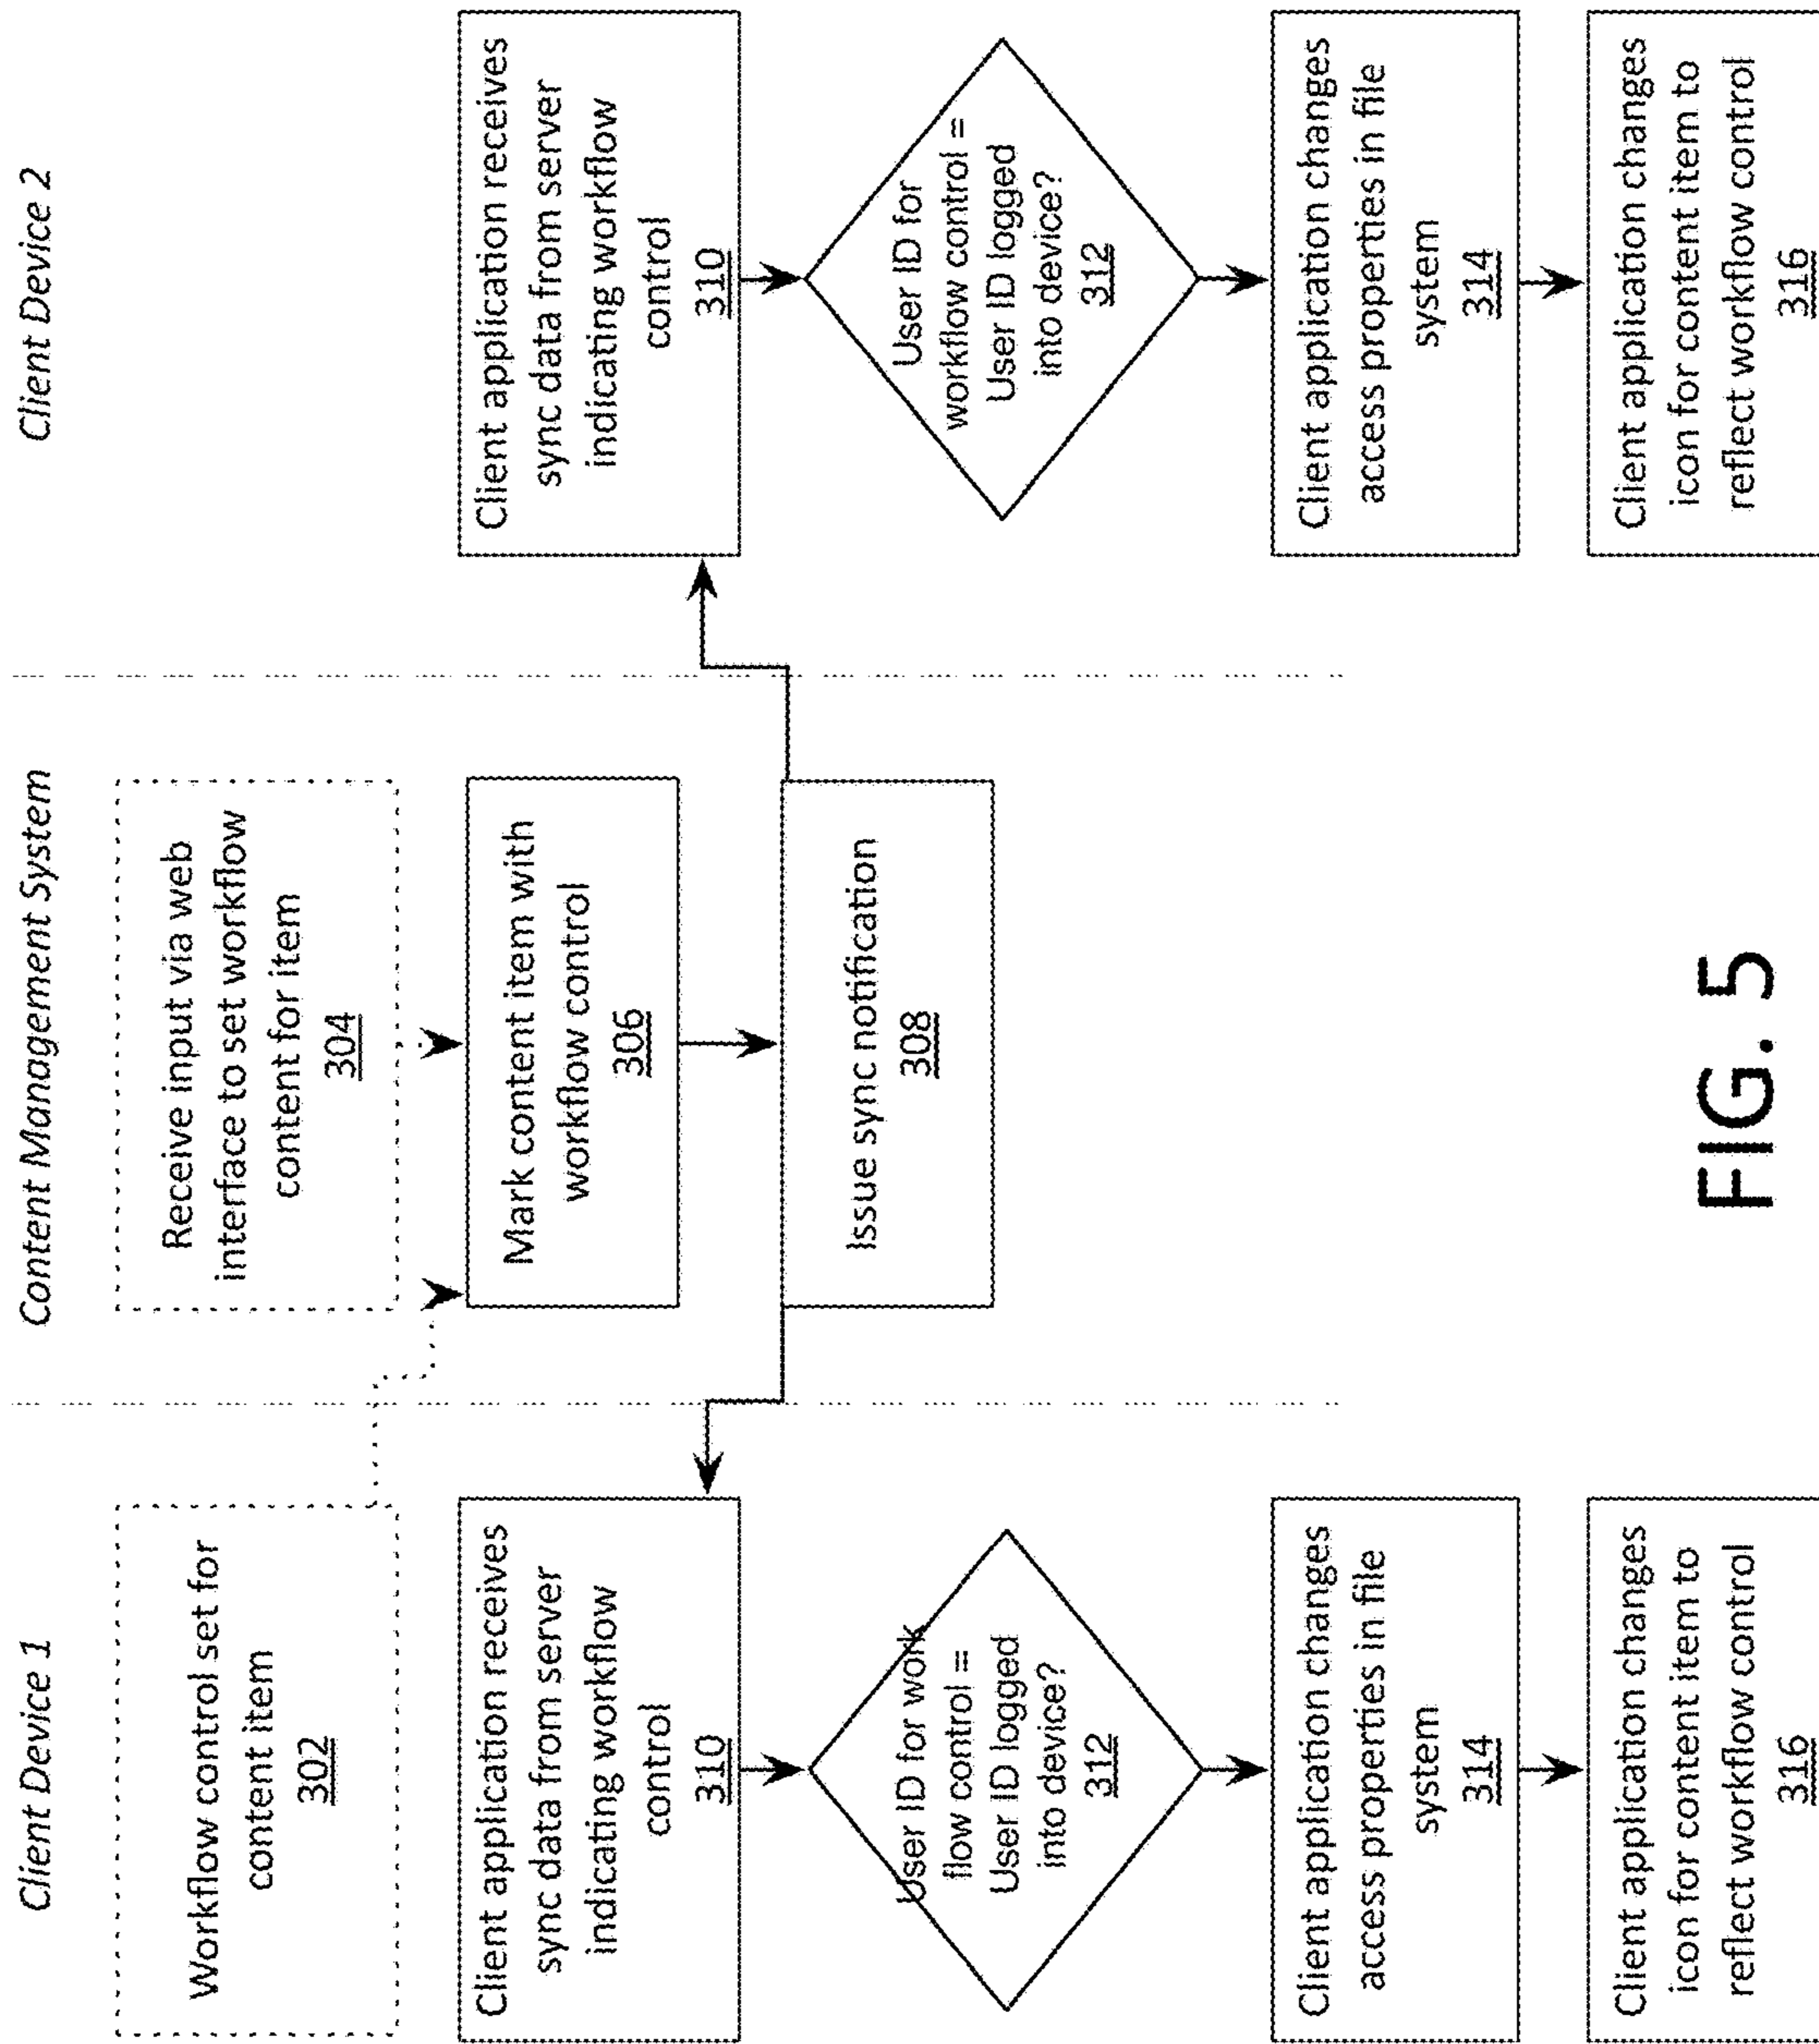 Client Device 1
Workflow control set for
content item
302
Client application receives
sync data from server
indicating workflow
control
310
User ID for work
flow control =
User ID logged
into device?
312
Client application changes
access properties in file
system
314
Client application changes
icon for content item to
reflect workflow control
316
Content Management System
Receive input via web
interface to set workflow
content for item
304
Mark content item with
workflow control
306
Issue sync notification
308
Client Device 2
Client application receives
sync data from server
indicating workflow
control
310
User ID for
workflow control =
User ID logged
into device?
312
Client application changes
access properties in file
system
314
Client application changes
icon for content item to
reflect workflow control
316
FIG. 5